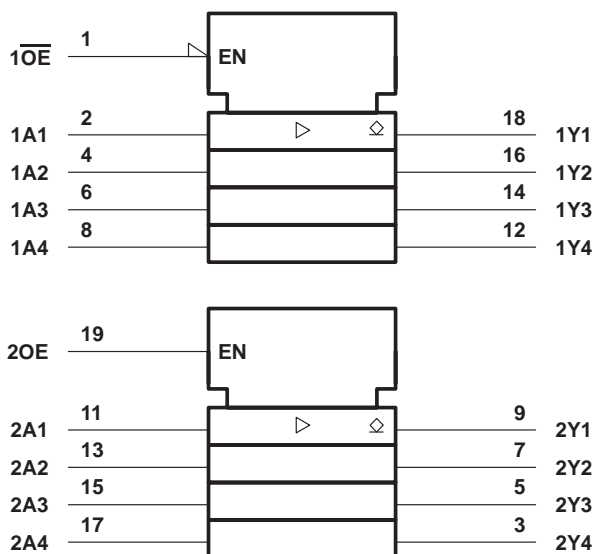 1
1O̅E̅ EN
2 18
1A1 1Y1
4 16
1A2 1Y2
6 14
1A3 1Y3
8 12
1A4 1Y4
19
2OE EN
11 9
2A1 2Y1
13 7
2A2 2Y2
15 5
2A3 2Y3
17 3
2A4 2Y4